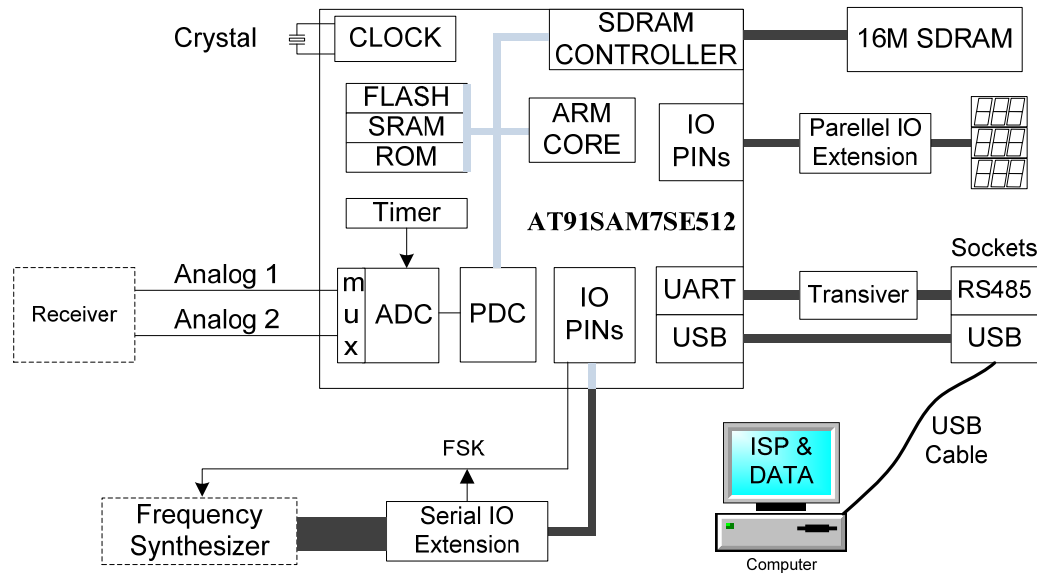 Crystal
CLOCK
SDRAM
CONTROLLER
16M SDRAM
FLASH
SRAM
ROM
ARM
CORE
IO
PINs
Parellel IO
Extension
Timer
AT91SAM7SE512
Sockets
Receiver
Analog 1
Analog 2
mux
ADC
PDC
IO
PINs
UART
USB
Transiver
RS485
USB
USB
Cable
ISP &
DATA
Computer
FSK
Frequency
Synthesizer
Serial IO
Extension